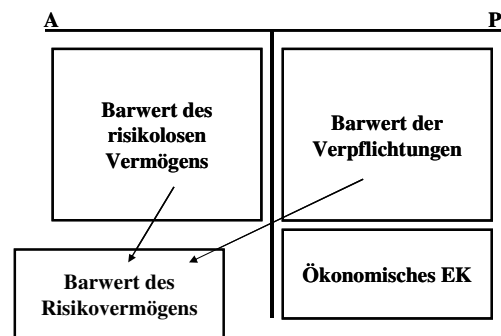 A P
Barwert des
risikolosen
Vermögens
Barwert der
Verpflichtungen
Barwert des
Risikovermögens
Ökonomisches EK